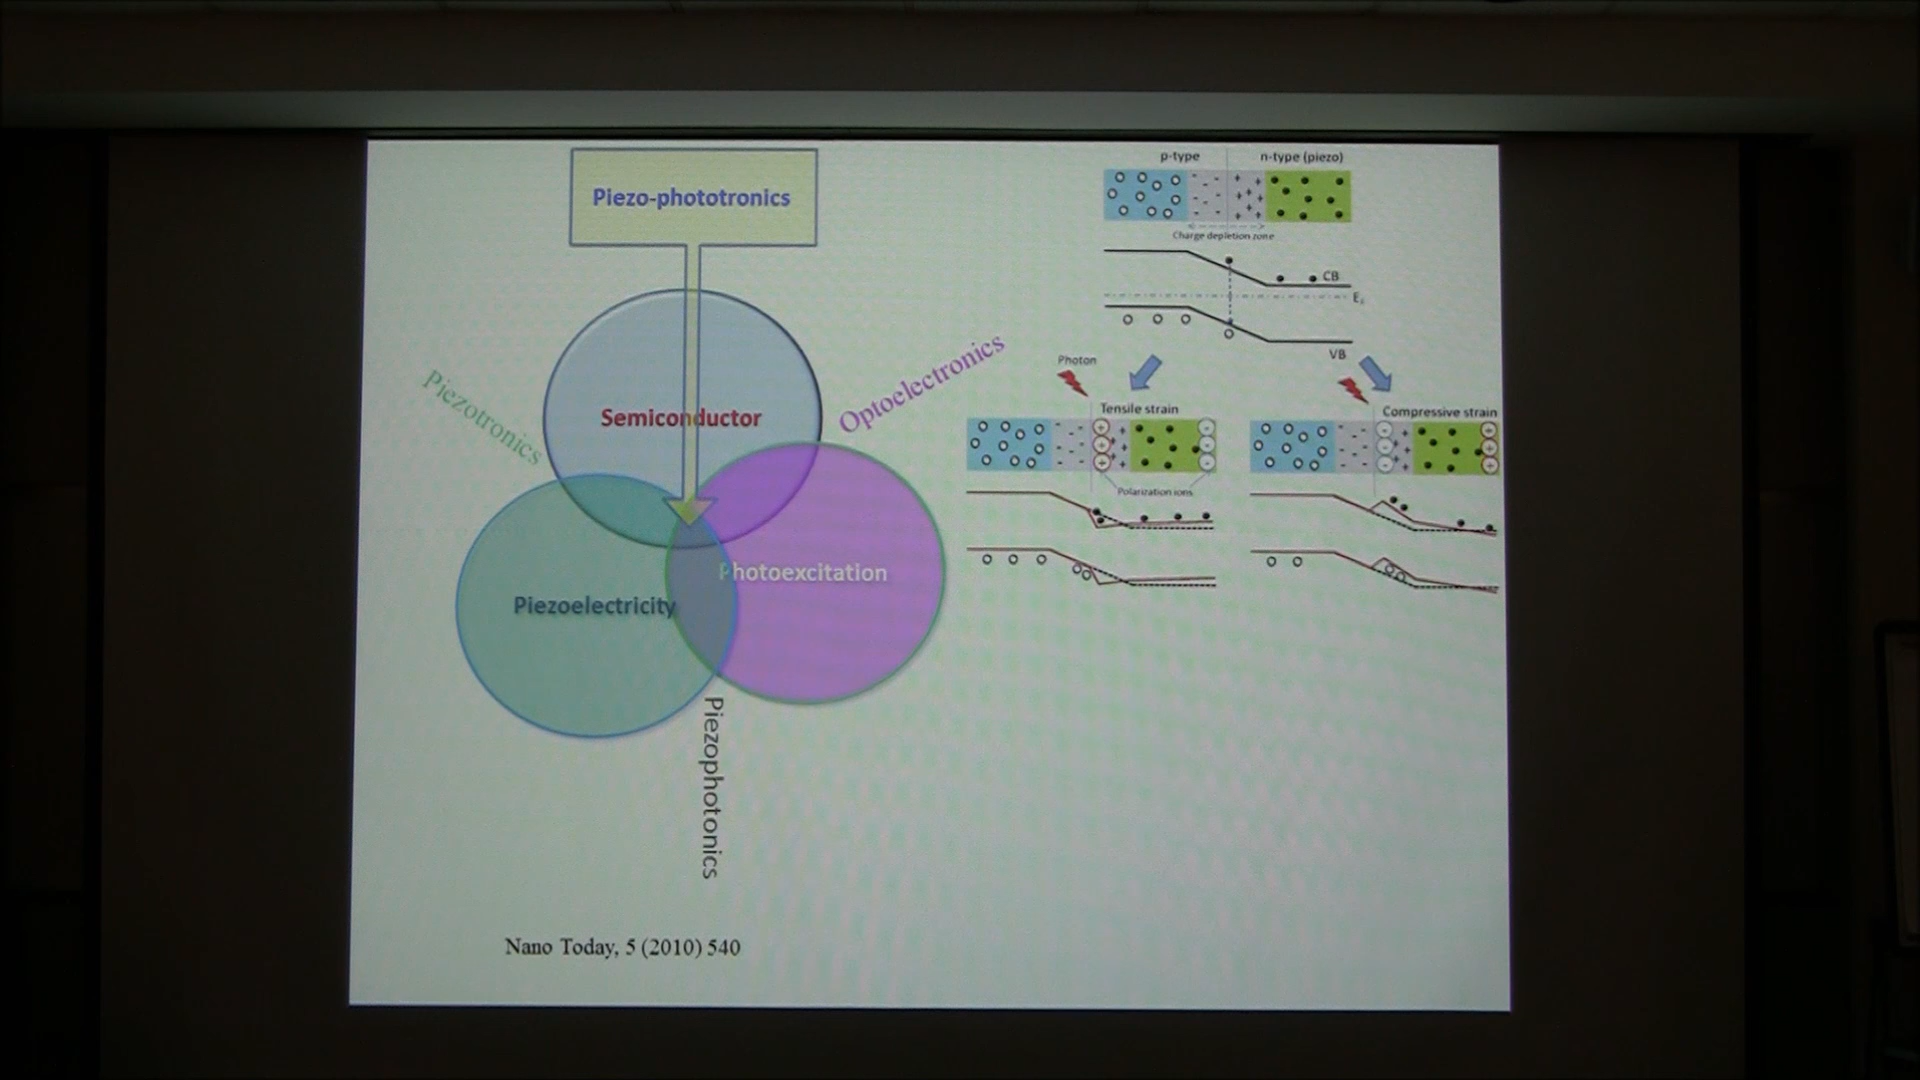 Piezo-phototronics
Semiconductor
Piezotronics
Optoelectronics
Photoexcitation
Piezoelectricity
Piezophotonics
Nano Today, 5 (2010) 540
p-type
n-type (piezo)
Charge depletion zone
CB
VB
Photon
Tensile strain
Compressive strain
Polarization ions